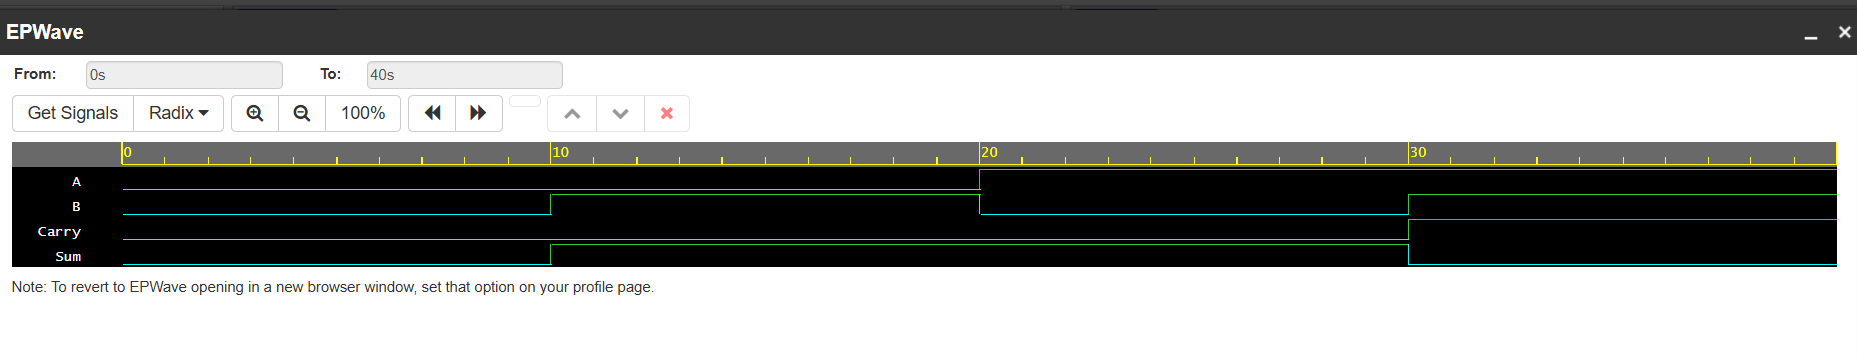 EPWave
From: 0s To: 40s
Get Signals Radix 100%
0 10 20 30
A
B
Carry
Sum
Note: To revert to EPWave opening in a new browser window, set that option on your profile page.